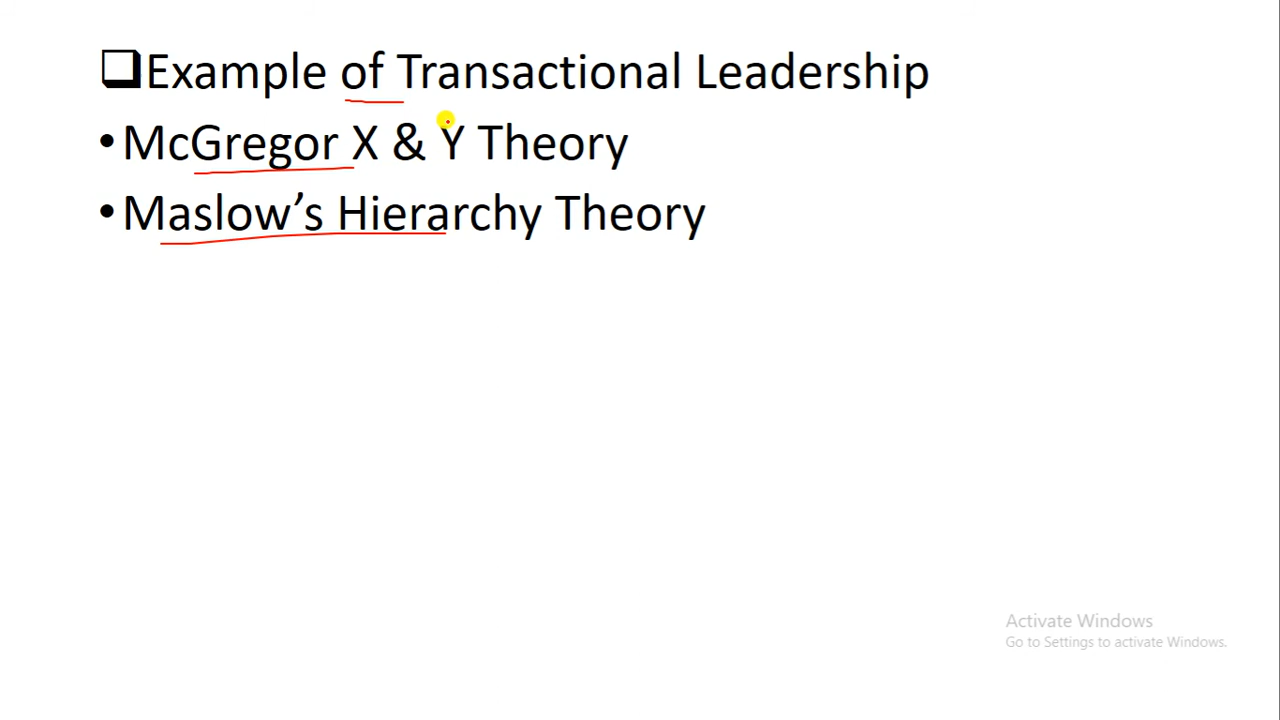 ❑Example of Transactional Leadership
•McGregor X & Y Theory
•Maslow’s Hierarchy Theory
Activate Windows
Go to Settings to activate Windows.